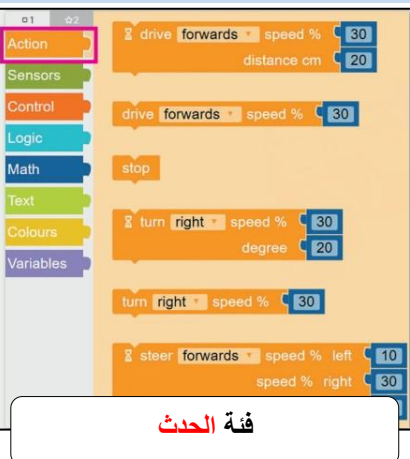 1 2
Action
Sensors
Control
Logic
Math
Text
Colours
Variables
drive forwards speed % 30
distance cm 20
drive forwards speed % 30
stop
turn right speed % 30
degree 20
turn right speed % 30
steer forwards speed % left 10
speed % right 30
فئة الحدث